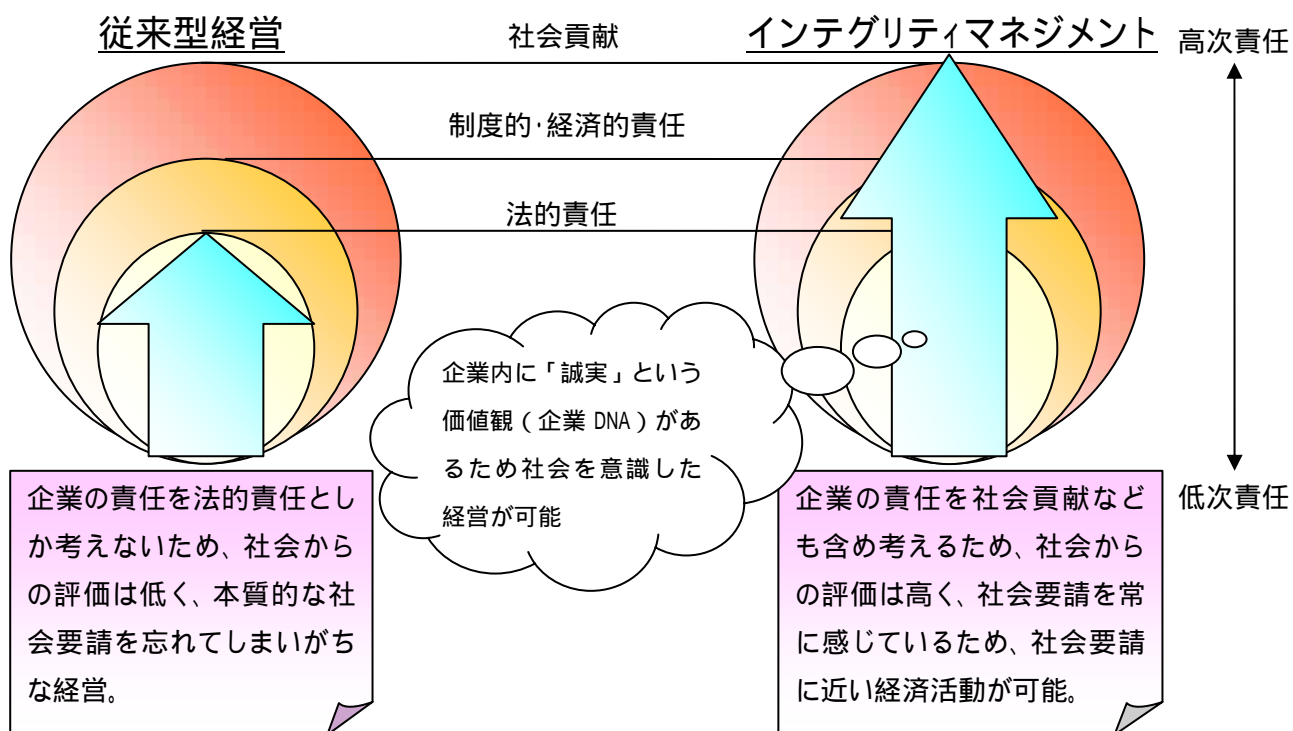 従来型経営
社会貢献
インテグリティマネジメント
高次責任
制度的・経済的責任
法的責任
企業内に「誠実」という
価値観(企業 DNA)があ
るため社会を意識した
経営が可能
低次責任
企業の責任を法的責任とし
か考えないため、社会から
の評価は低く、本質的な社
会要請を忘れてしまいがち
な経営。
企業の責任を社会貢献など
も含め考えるため、社会から
の評価は高く、社会要請を常
に感じているため、社会要請
に近い経済活動が可能。